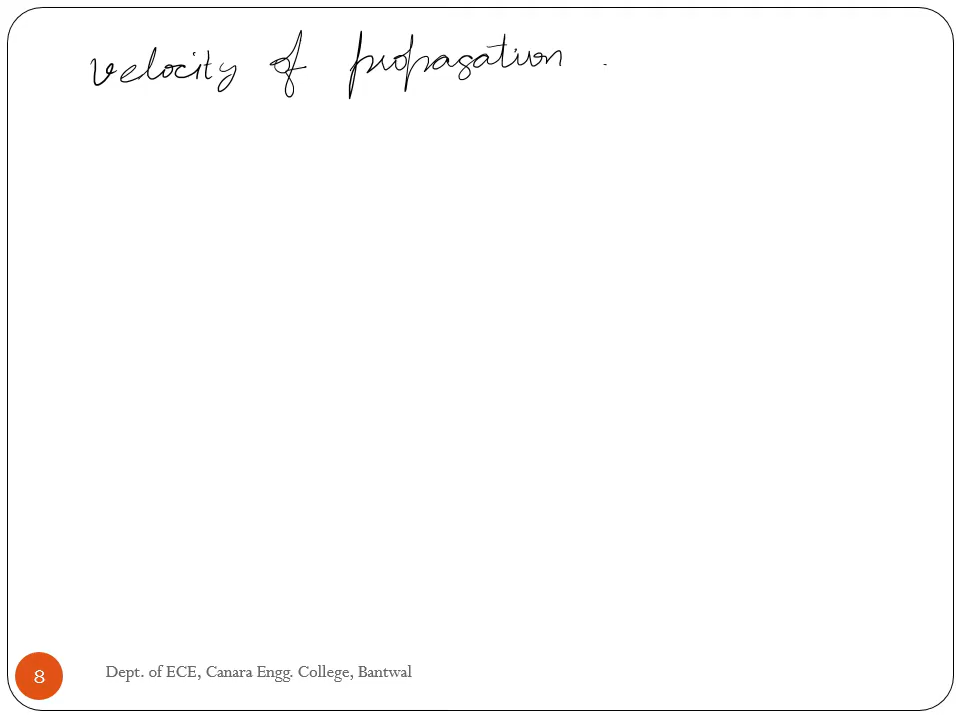 velocity of propagation .
8
Dept. of ECE, Canara Engg. College, Bantwal